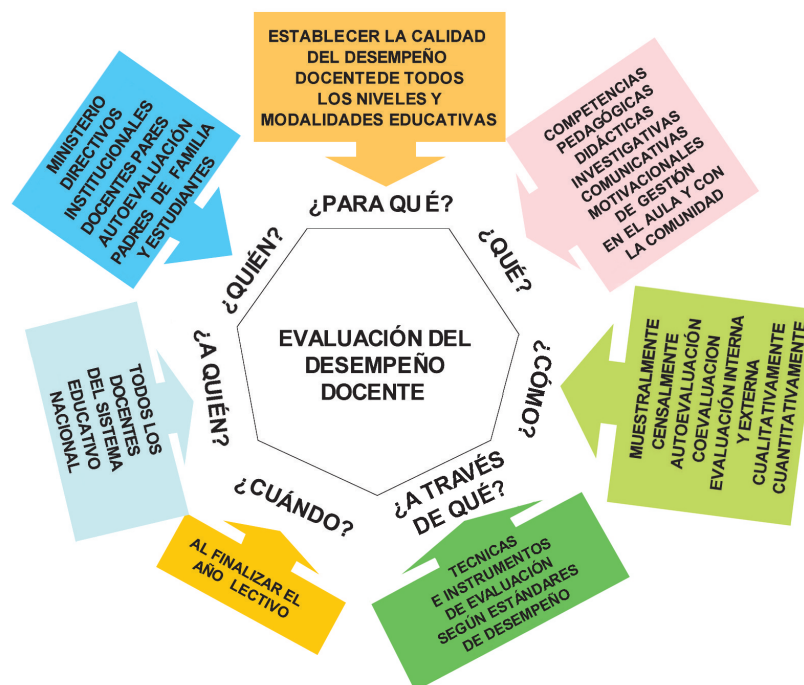 ESTABLECER LA CALIDAD
DEL DESEMPEÑO
DOCENTE DE TODOS
LOS NIVELES Y
MODALIDADES EDUCATIVAS
¿PARA QUÉ?
COMPETENCIAS
PEDAGÓGICAS
DIDÁCTICAS
INVESTIGATIVAS
COMUNICATIVAS
MOTIVACIONALES
DE GESTIÓN
EN EL AULA Y CON
LA COMUNIDAD
¿QUÉ?
MUESTRALMENTE
CENSALMENTE
AUTOEVALUACIÓN
COEVALUACION
EVALUACIÓN INTERNA
Y EXTERNA
CUALITATIVAMENTE
CUANTITATIVAMENTE
¿CÓMO?
TECNICAS
E INSTRUMENTOS
DE EVALUACIÓN
SEGÚN ESTÁNDARES
DE DESEMPEÑO
¿A TRAVÉS
DE QUÉ?
AL FINALIZAR EL
AÑO LECTIVO
¿CUÁNDO?
TODOS LOS
DOCENTES
DEL SISTEMA
EDUCATIVO
NACIONAL
¿A QUIÉN?
MINISTERIO
DIRECTIVOS
INSTITUCIONALES
DOCENTES PARES
AUTOEVALUACIÓN
PADRES DE FAMILIA
Y ESTUDIANTES
¿QUIÉN?
EVALUACIÓN DEL
DESEMPEÑO
DOCENTE